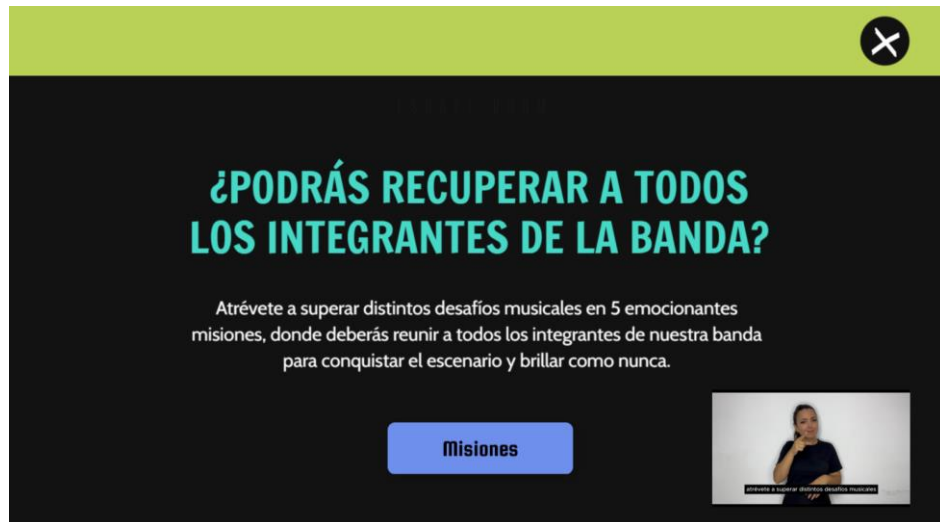 ¿PODRÁS RECUPERAR A TODOS
LOS INTEGRANTES DE LA BANDA?
Atrévete a superar distintos desafíos musicales en 5 emocionantes
misiones, donde deberás reunir a todos los integrantes de nuestra banda
para conquistar el escenario y brillar como nunca.
Misiones
atrévete a superar distintos desafíos musicales